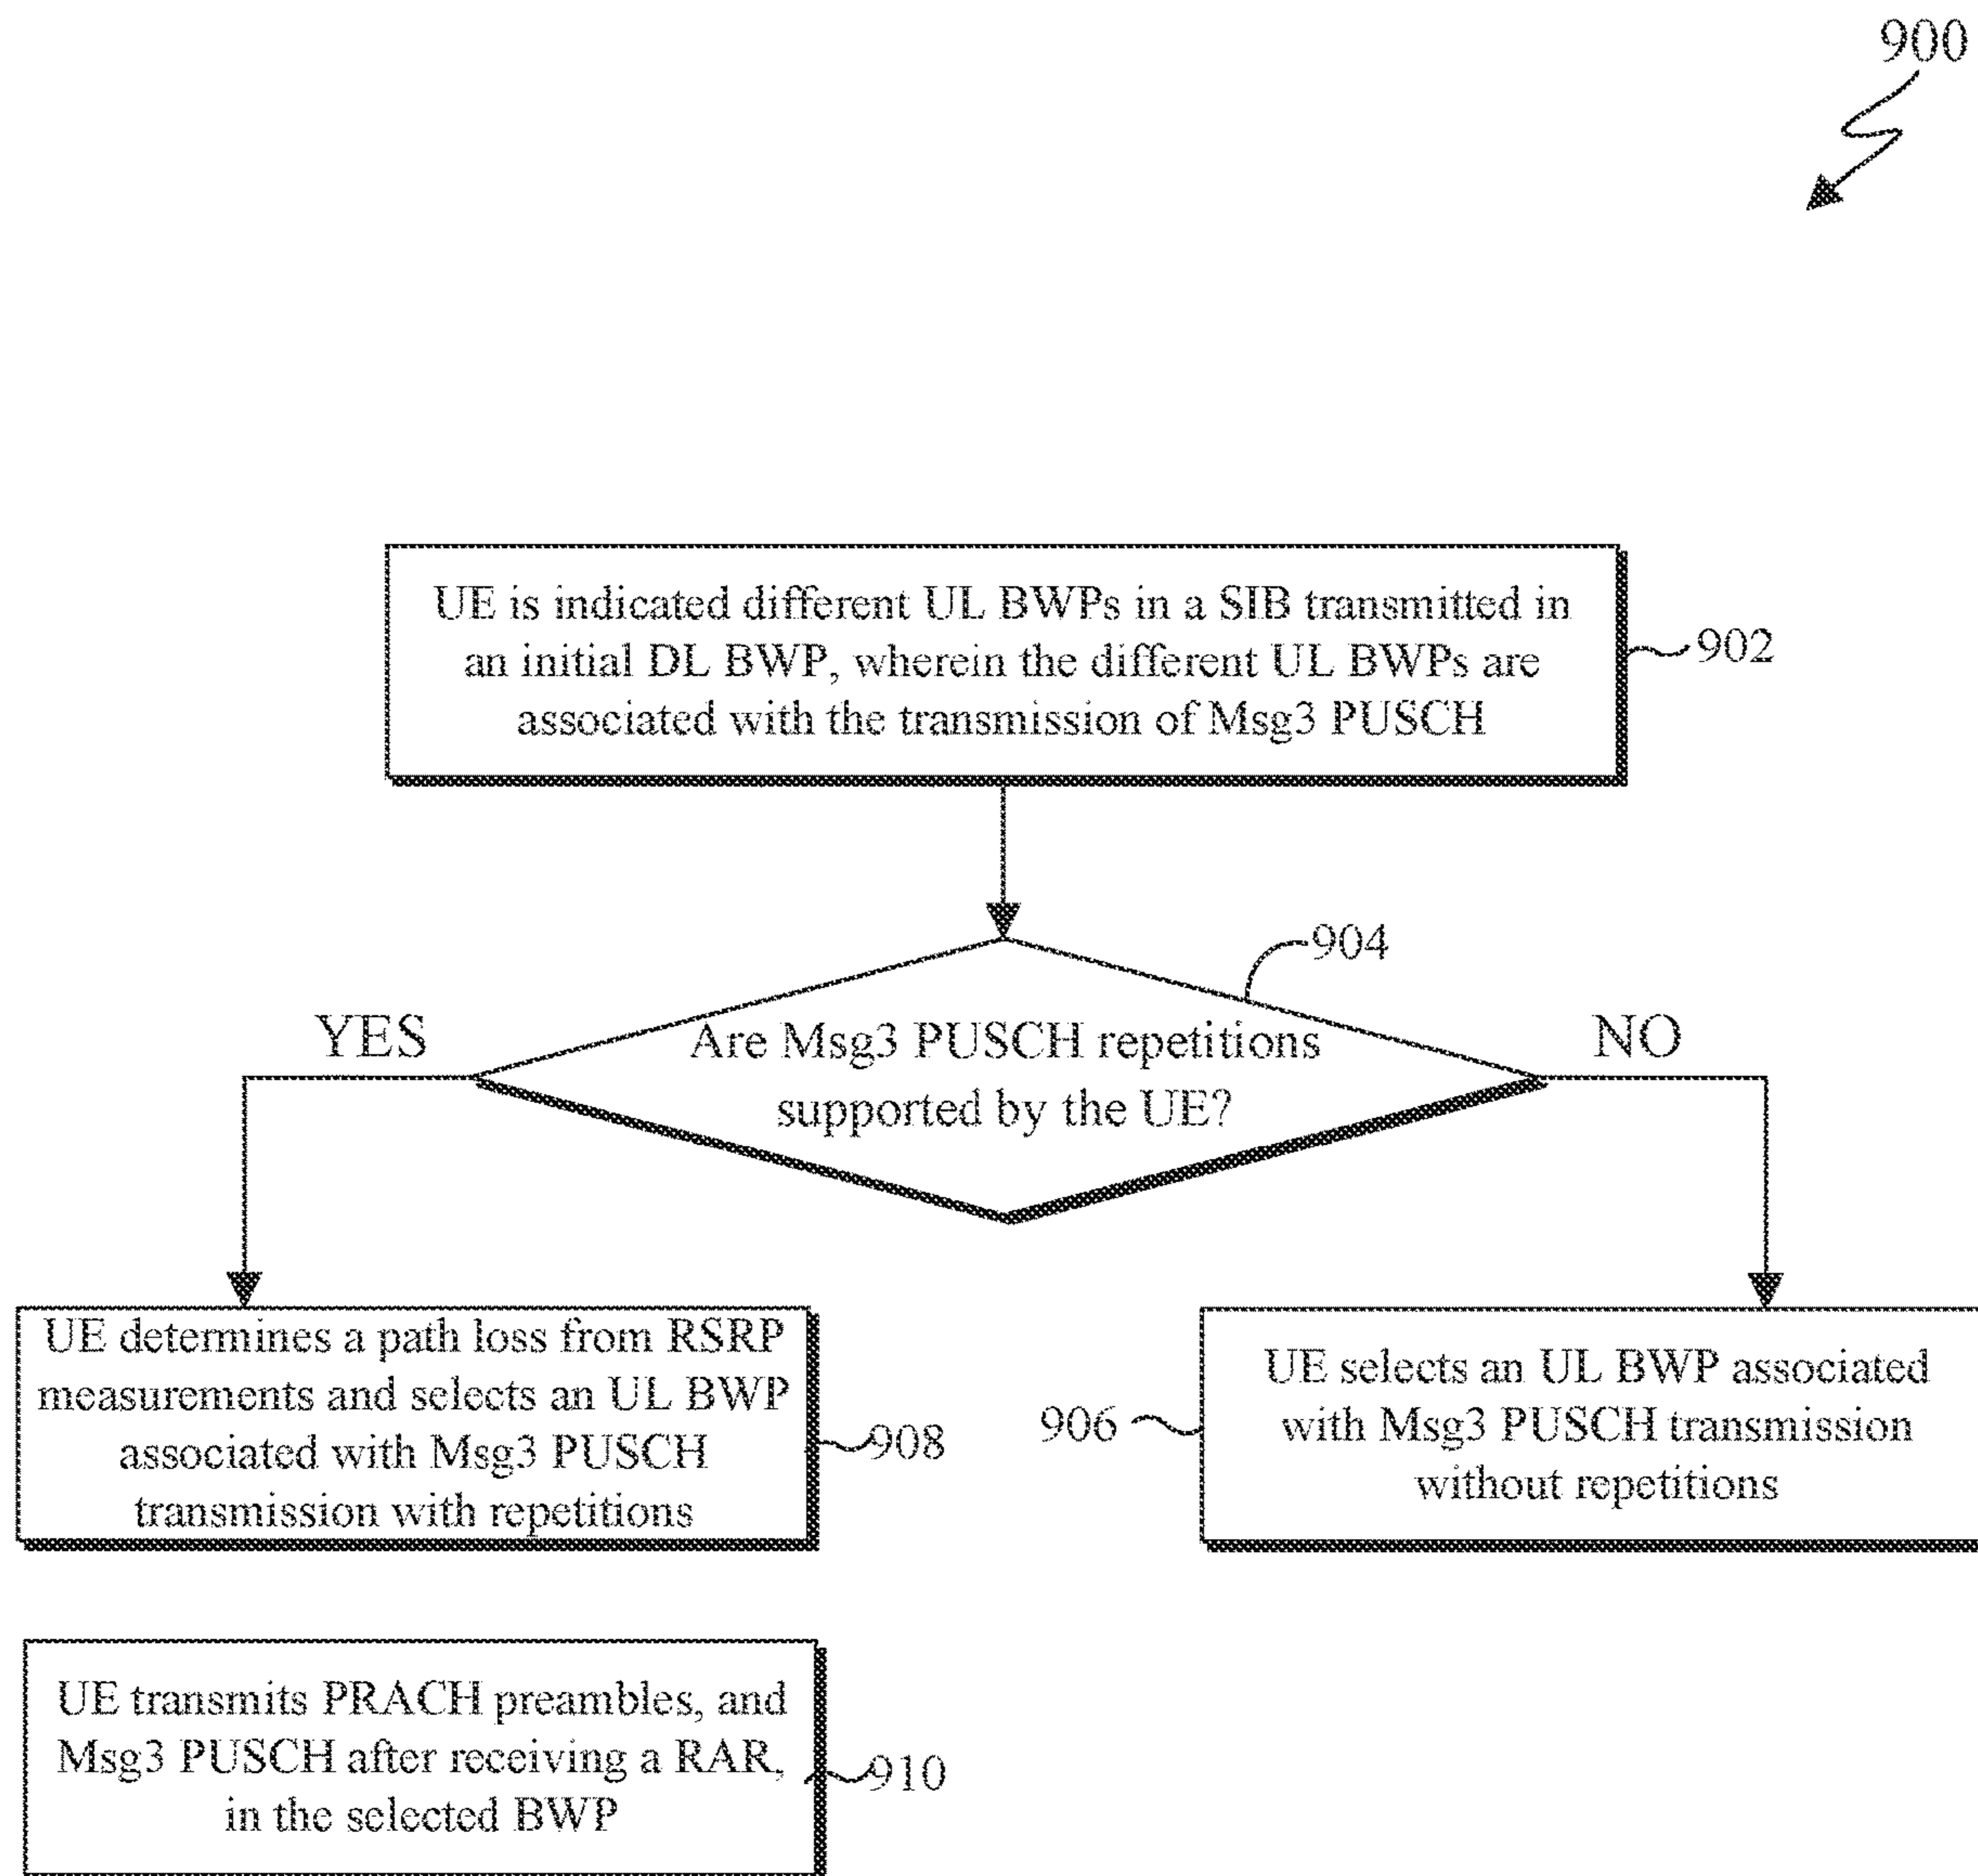 900
UE is indicated different UL BWPs in a SIB transmitted in
an initial DL BWP, wherein the different UL BWPs are
associated with the transmission of Msg3 PUSCH
902
904
YES
Are Msg3 PUSCH repetitions
supported by the UE?
NO
UE determines a path loss from RSRP
measurements and selects an UL BWP
associated with Msg3 PUSCH
transmission with repetitions
908
906
UE selects an UL BWP associated
with Msg3 PUSCH transmission
without repetitions
UE transmits PRACH preambles, and
Msg3 PUSCH after receiving a RAR,
in the selected BWP
910